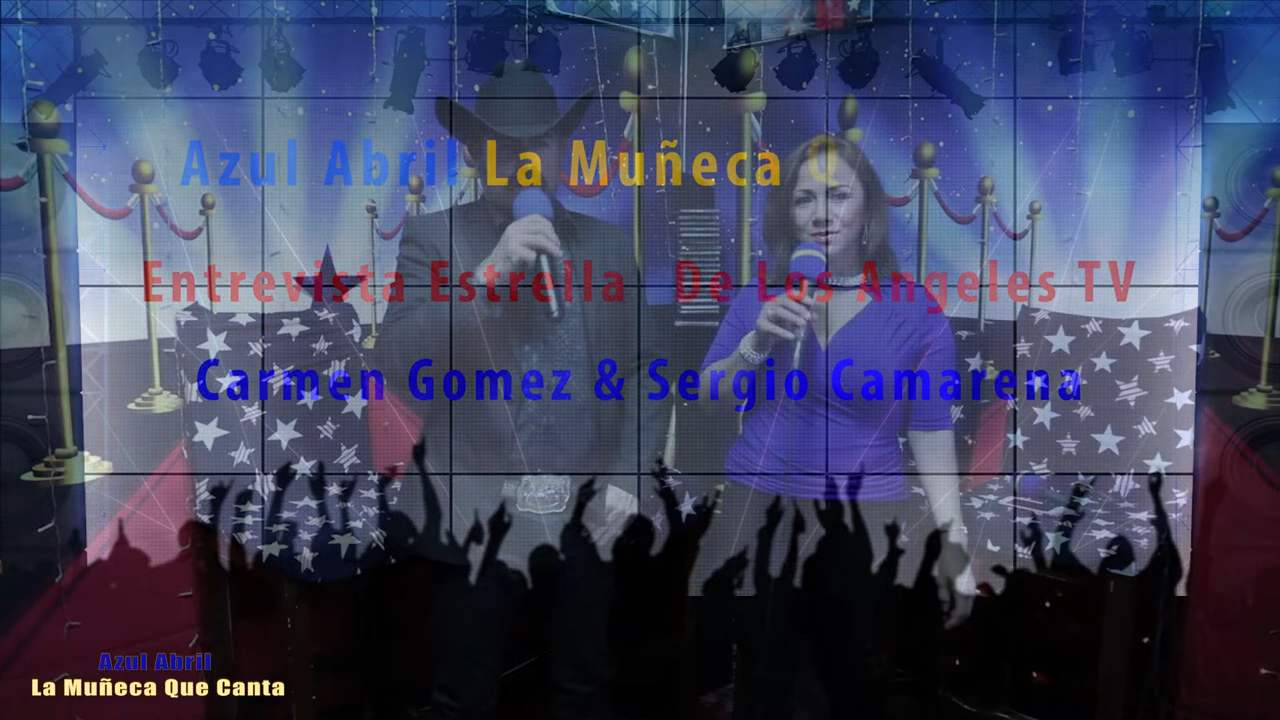 Azul Abril La Muñeca Q
Entrevista Estrella De Los Angeles TV
Carmen Gomez & Sergio Camarena
Azul Abril
La Muñeca Que Canta